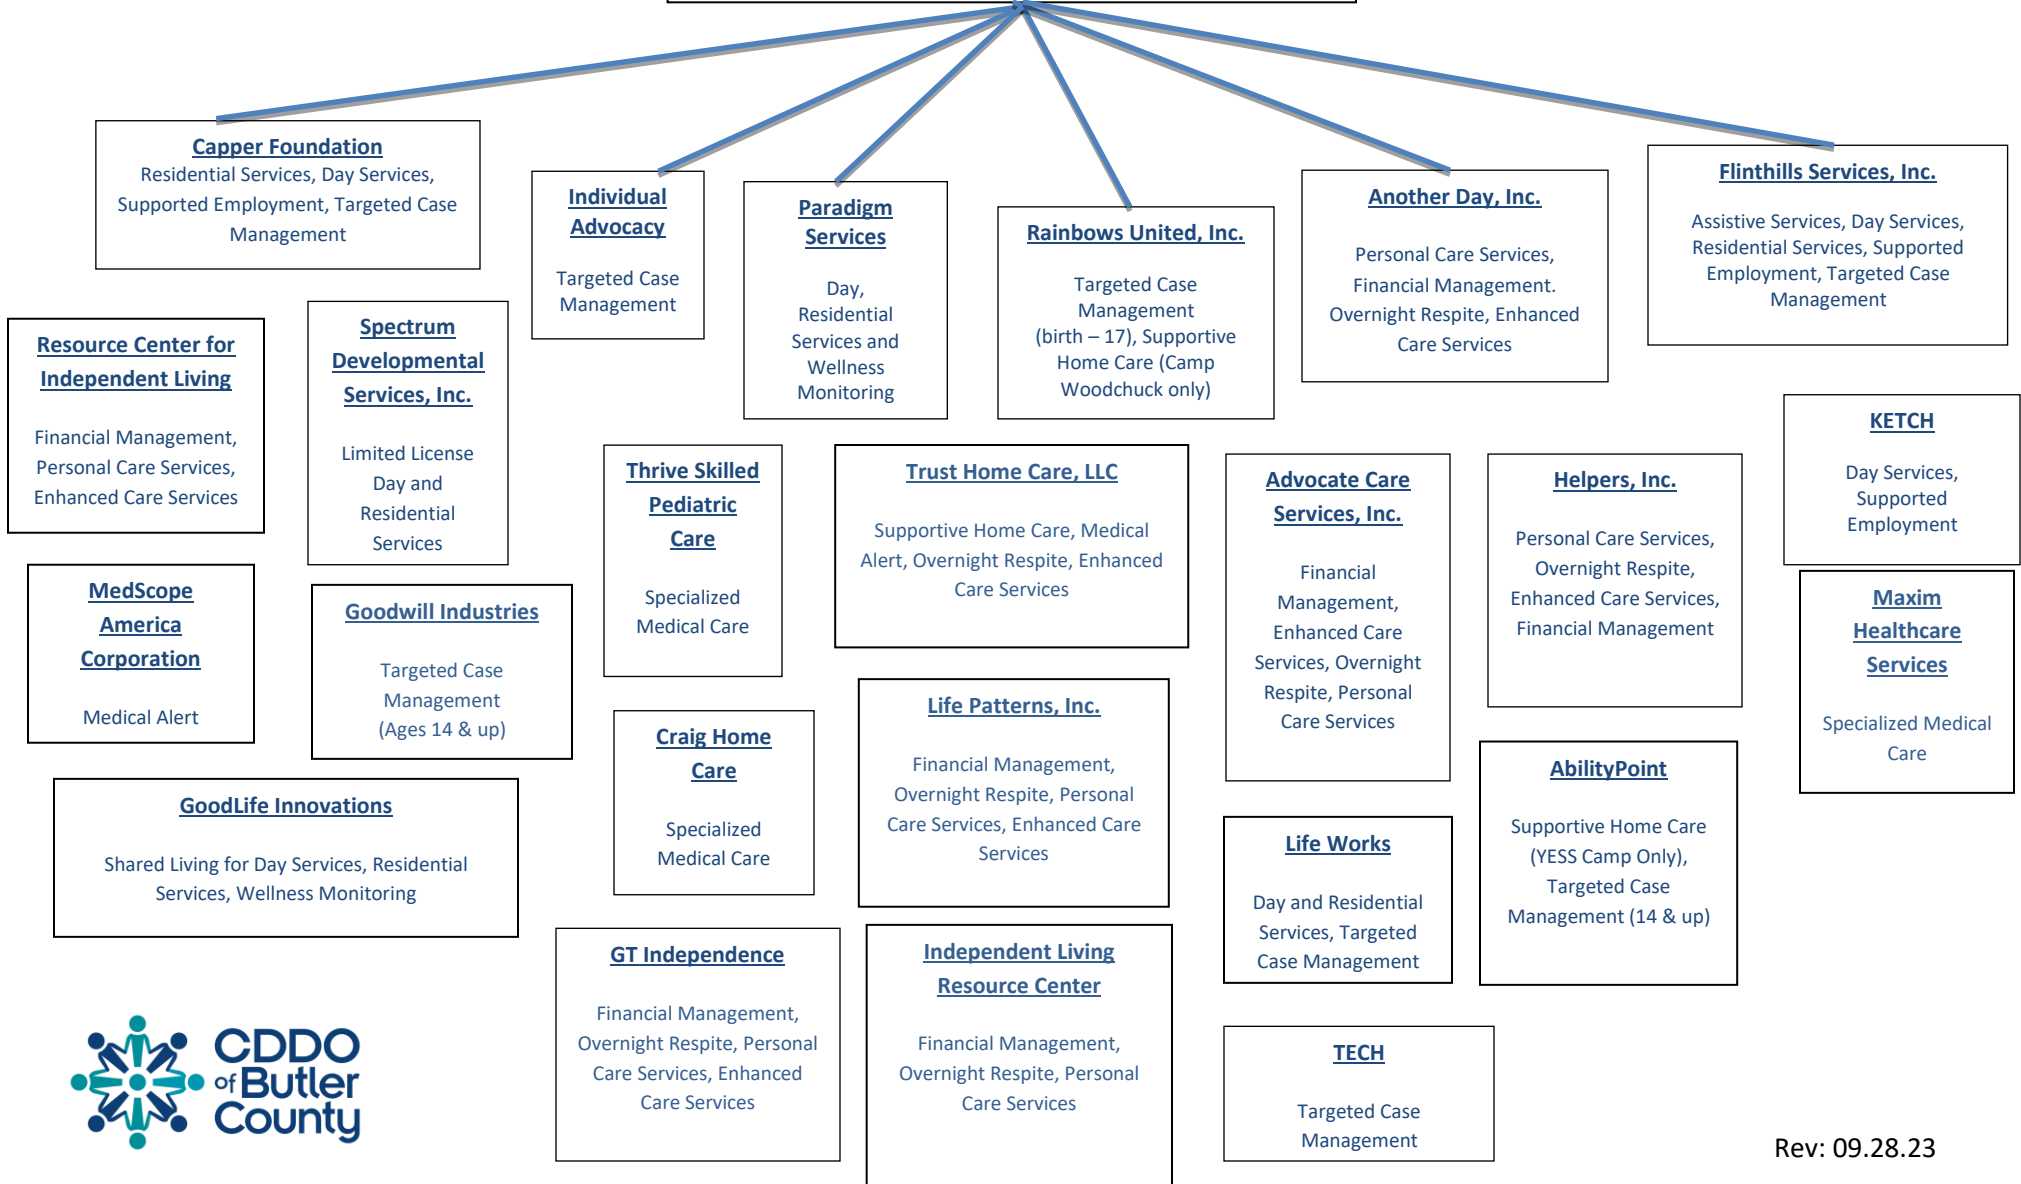 Capper Foundation
Residential Services, Day Services,
Supported Employment, Targeted Case
Management
Individual
Advocacy
Targeted Case
Management
Paradigm
Services
Day,
Residential
Services and
Wellness
Monitoring
Rainbows United, Inc.
Targeted Case
Management
(birth – 17), Supportive
Home Care (Camp
Woodchuck only)
Another Day, Inc.
Personal Care Services,
Financial Management.
Overnight Respite, Enhanced
Care Services
Flinthills Services, Inc.
Assistive Services, Day Services,
Residential Services, Supported
Employment, Targeted Case
Management
Resource Center for
Independent Living
Financial Management,
Personal Care Services,
Enhanced Care Services
Spectrum
Developmental
Services, Inc.
Limited License
Day and
Residential
Services
Thrive Skilled
Pediatric
Care
Specialized
Medical Care
Trust Home Care, LLC
Supportive Home Care, Medical
Alert, Overnight Respite, Enhanced
Care Services
Advocate Care
Services, Inc.
Financial
Management,
Enhanced Care
Services, Overnight
Respite, Personal
Care Services
Helpers, Inc.
Personal Care Services,
Overnight Respite,
Enhanced Care Services,
Financial Management
KETCH
Day Services,
Supported
Employment
MedScope
America
Corporation
Medical Alert
Goodwill Industries
Targeted Case
Management
(Ages 14 & up)
Craig Home
Care
Specialized
Medical Care
Life Patterns, Inc.
Financial Management,
Overnight Respite, Personal
Care Services, Enhanced Care
Services
Maxim
Healthcare
Services
Specialized Medical
Care
GoodLife Innovations
Shared Living for Day Services, Residential
Services, Wellness Monitoring
Life Works
Day and Residential
Services, Targeted
Case Management
AbilityPoint
Supportive Home Care
(YESS Camp Only),
Targeted Case
Management (14 & up)
GT Independence
Financial Management,
Overnight Respite, Personal
Care Services, Enhanced
Care Services
Independent Living
Resource Center
Financial Management,
Overnight Respite, Personal
Care Services
TECH
Targeted Case
Management
CDDO
of Butler
County
Rev: 09.28.23